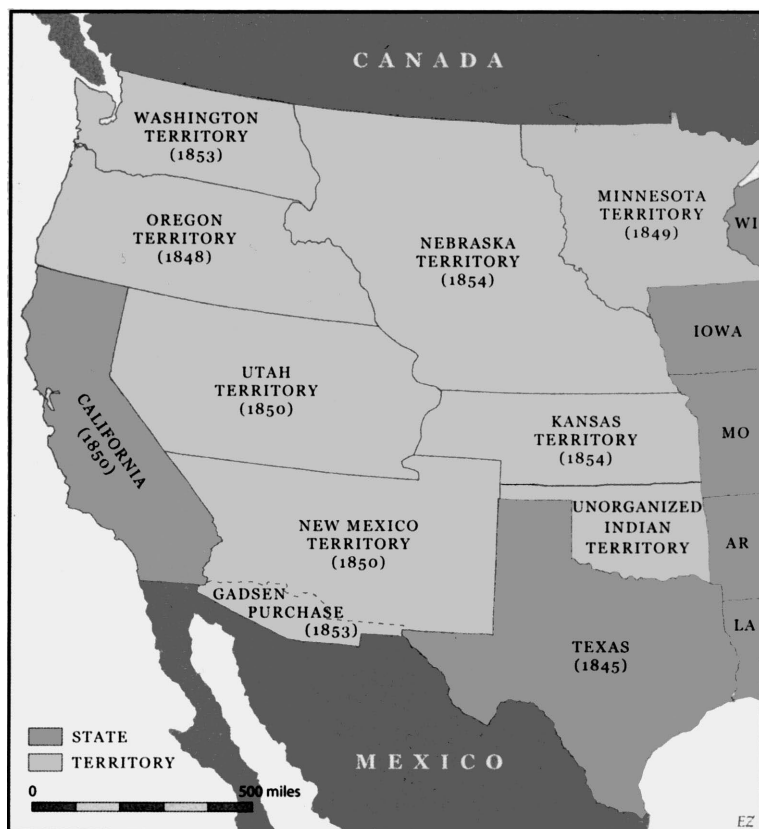 CANADA
WASHINGTON
TERRITORY
(1853)
OREGON
TERRITORY
(1848)
NEBRASKA
TERRITORY
(1854)
MINNESOTA
TERRITORY
(1849)
WI
IOWA
UTAH
TERRITORY
(1850)
CALIFORNIA
(1850)
KANSAS
TERRITORY
(1854)
MO
NEW MEXICO
TERRITORY
(1850)
UNORGANIZED
INDIAN
TERRITORY
AR
GADSEN
PURCHASE
(1853)
TEXAS
(1845)
LA
STATE
TERRITORY
MEXICO
0 500 miles
EZ